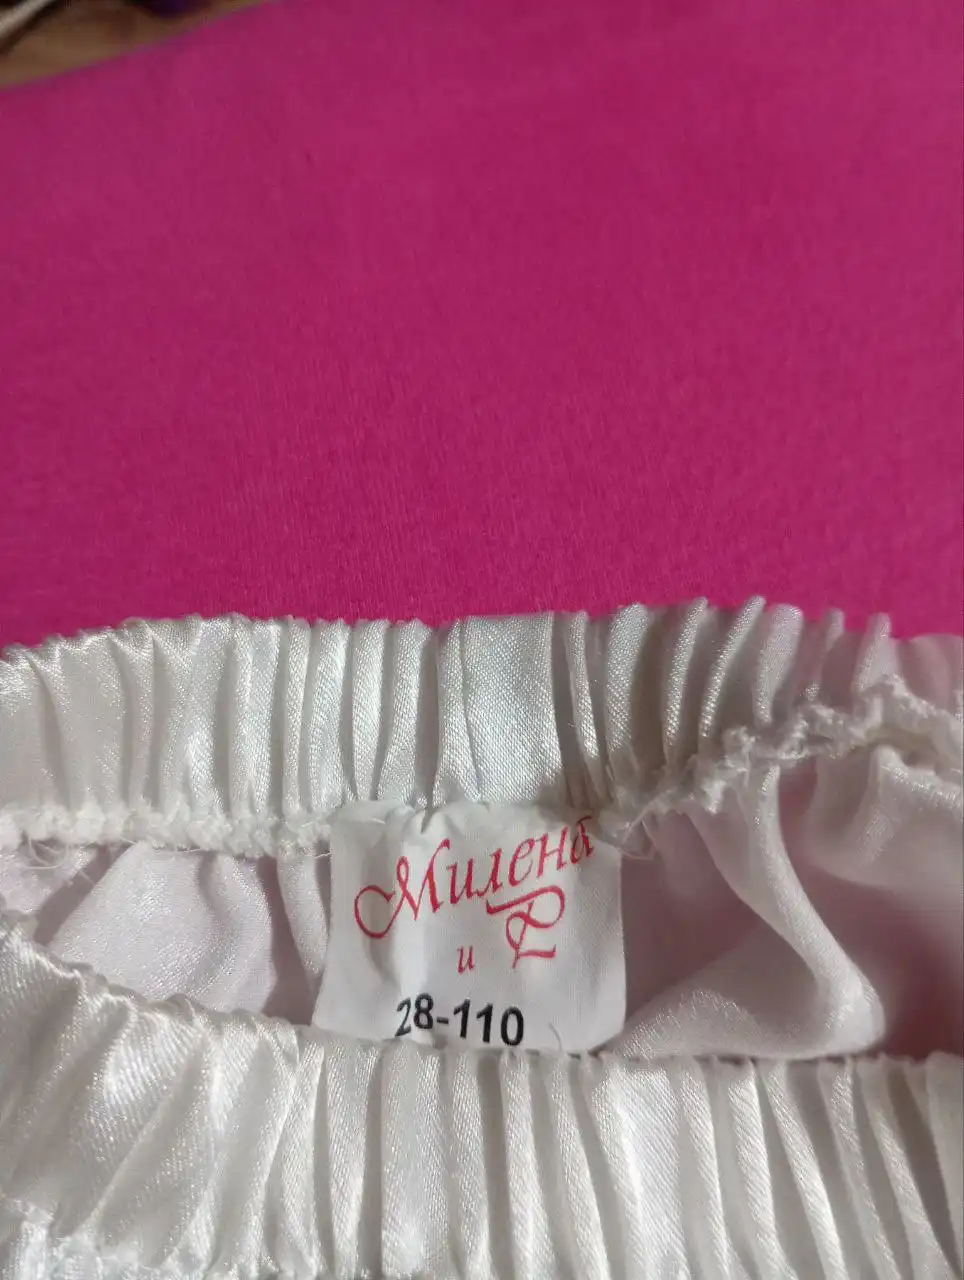 Милена
и Р
28-110